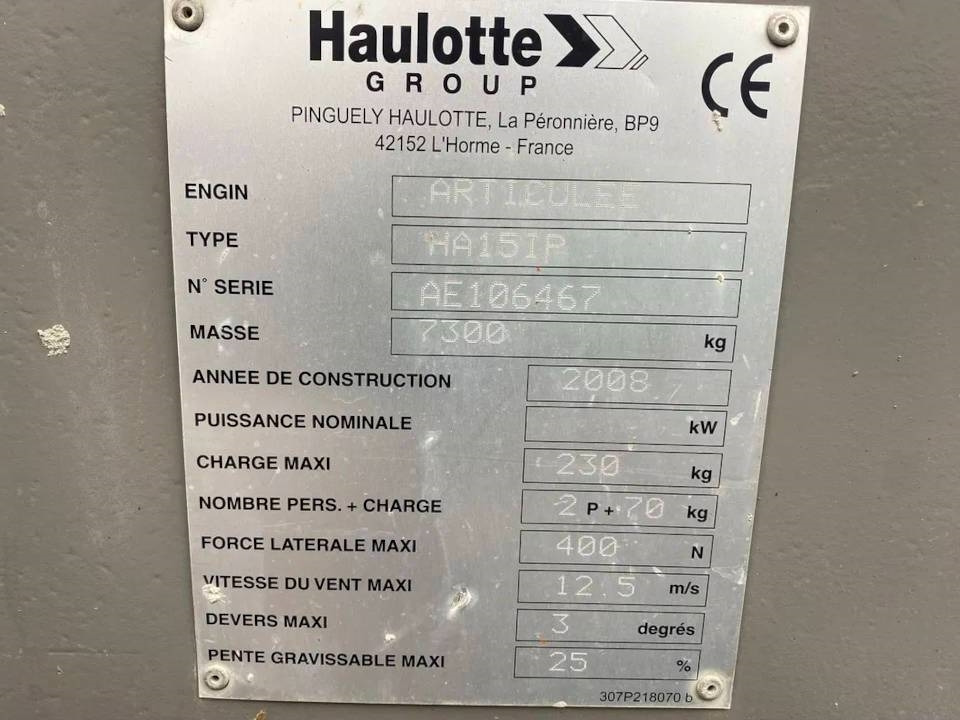 Haulotte
GROUP
CE
PINGUELY HAULOTTE, La Péronnière, BP9
42152 L'Horme - France
ENGIN ARTICULEE
TYPE HA15IP
N° SERIE AE106467
MASSE 7300 kg
ANNEE DE CONSTRUCTION 2008
PUISSANCE NOMINALE kW
CHARGE MAXI 230 kg
NOMBRE PERS. + CHARGE 2 P + 70 kg
FORCE LATERALE MAXI 400 N
VITESSE DU VENT MAXI 12.5 m/s
DEVERS MAXI 3 degrés
PENTE GRAVISSABLE MAXI 25 %
307P218070 b